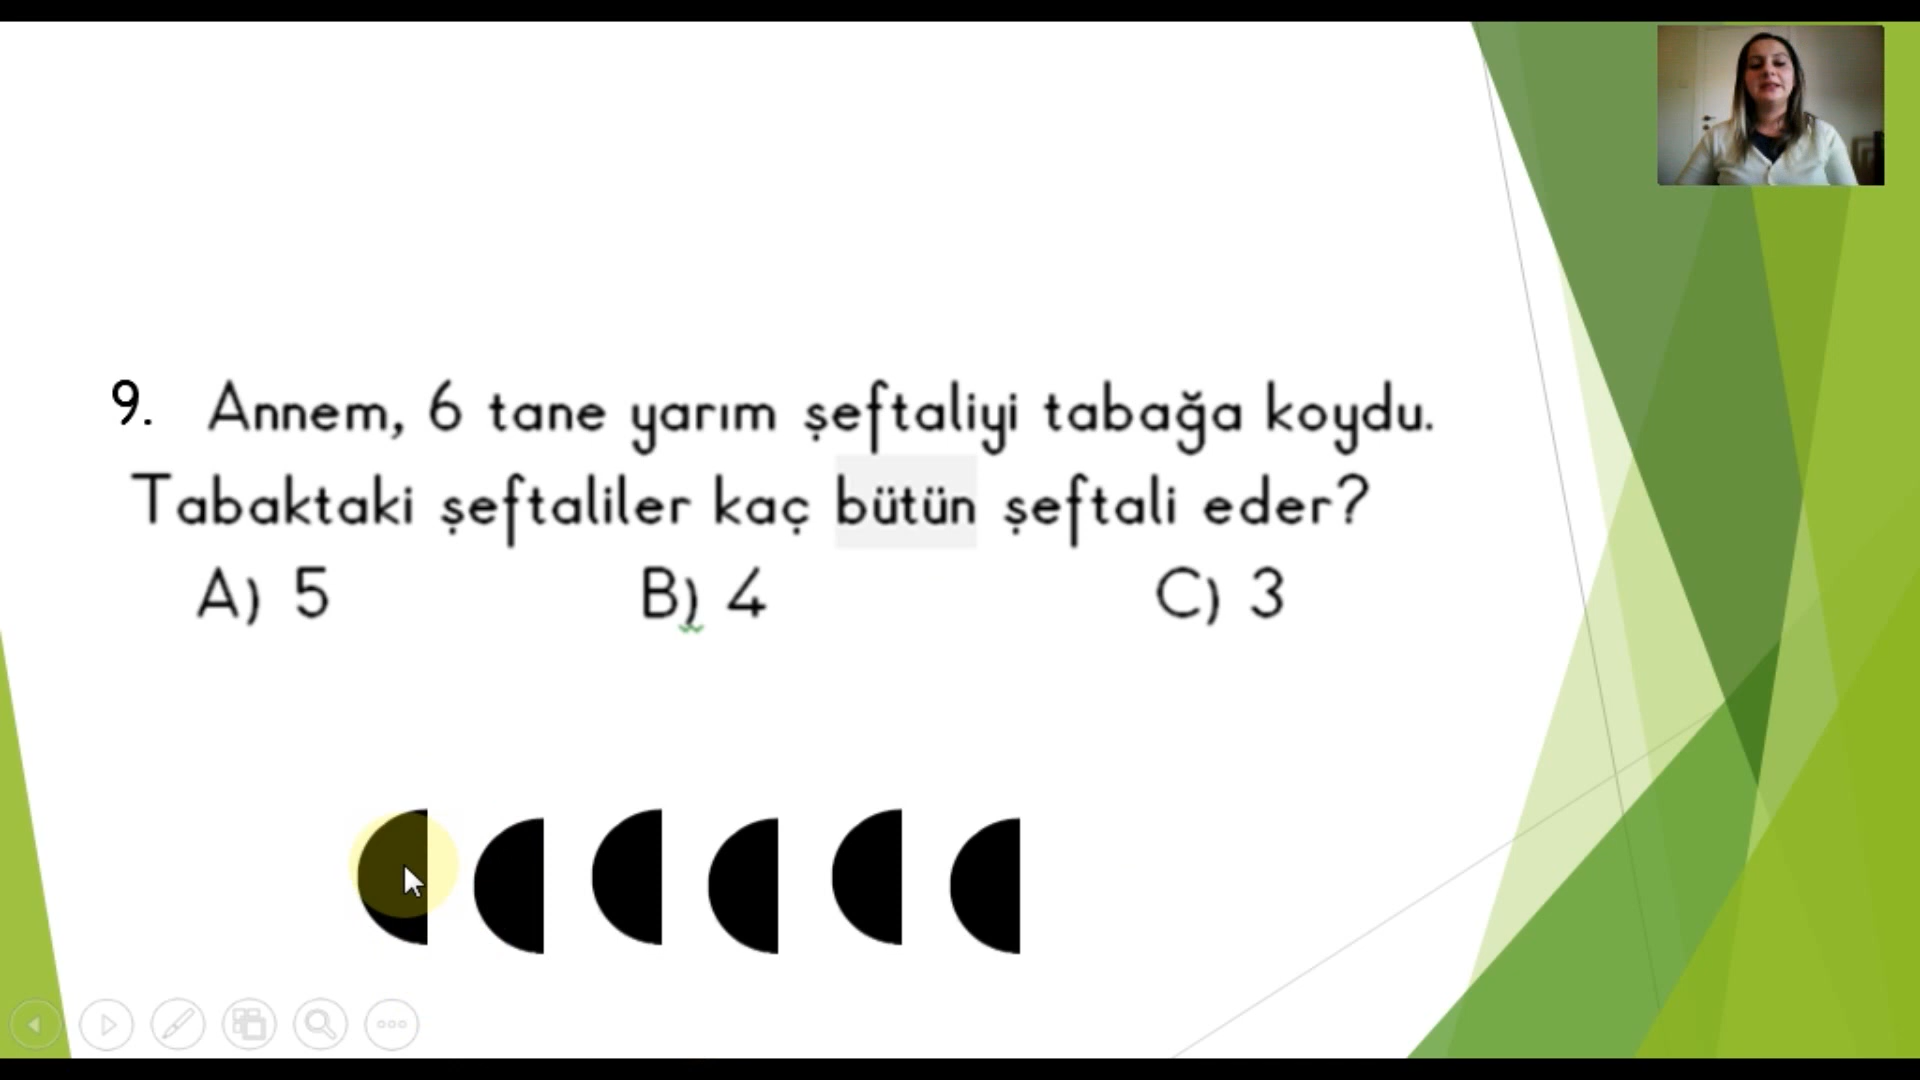 9. Annem, 6 tane yarım şeftaliyi tabağa koydu.
Tabaktaki şeftaliler kaç bütün şeftali eder?
A) 5 B) 4 C) 3